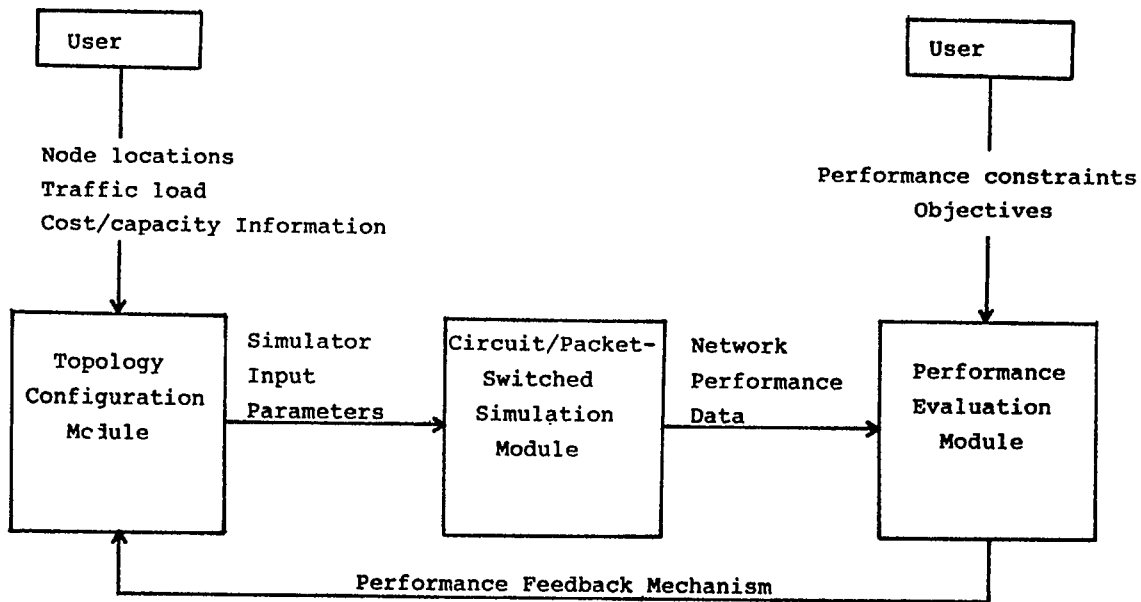 User
User
Node locations
Traffic load
Cost/capacity Information
Performance constraints
Objectives
Topology
Configuration
Module
Simulator
Input
Parameters
Circuit/Packet-
Switched
Simulation
Module
Network
Performance
Data
Performance
Evaluation
Module
Performance Feedback Mechanism